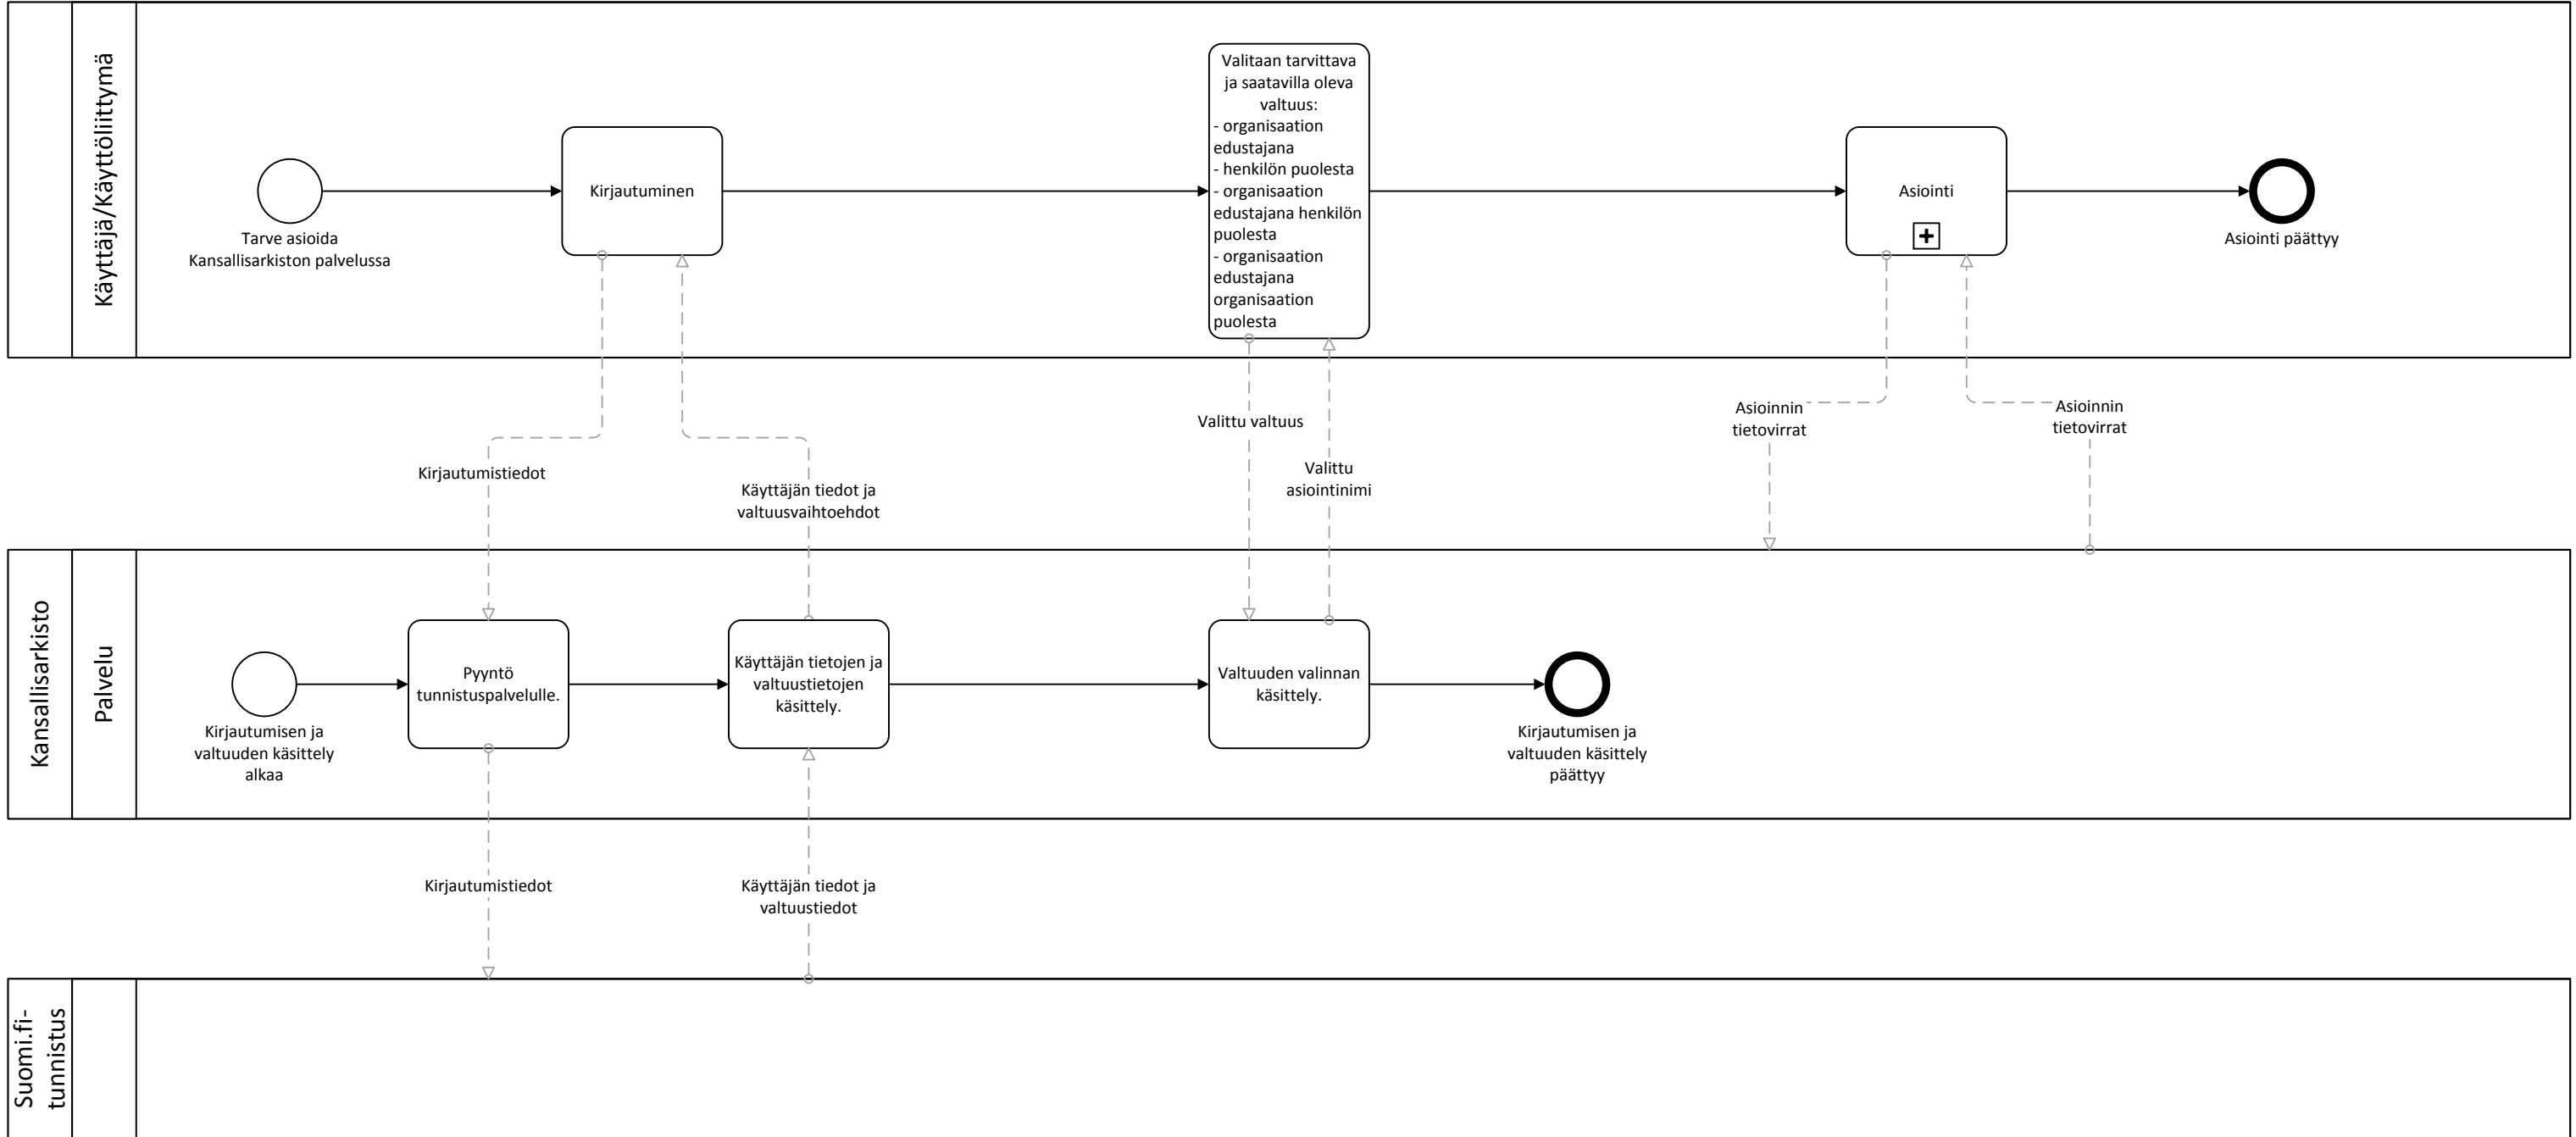 Käyttäjä/Käyttöliittymä
Tarve asioida
Kansallisarkiston palvelussa
Kirjautuminen
Valitaan tarvittava
ja saatavilla oleva
valtuus:
- organisaation
edustajana
- henkilön puolesta
- organisaation
edustajana henkilön
puolesta
- organisaation
edustajana
organisaation
puolesta
Asiointi
Asiointi päättyy
Kirjautumistiedot
Käyttäjän tiedot ja
valtuusvaihtoehdot
Valittu valtuus
Valittu
asiointinimi
Asioinnin
tietovirrat
Asioinnin
tietovirrat
Kansallisarkisto
Palvelu
Kirjautumisen ja
valtuuden käsittely
alkaa
Pyyntö
tunnistuspalvelulle.
Käyttäjän tietojen ja
valtuustietojen
käsittely.
Valtuuden valinnan
käsittely.
Kirjautumisen ja
valtuuden käsittely
päättyy
Kirjautumistiedot
Käyttäjän tiedot ja
valtuustiedot
Suomi.fi-
tunnistus